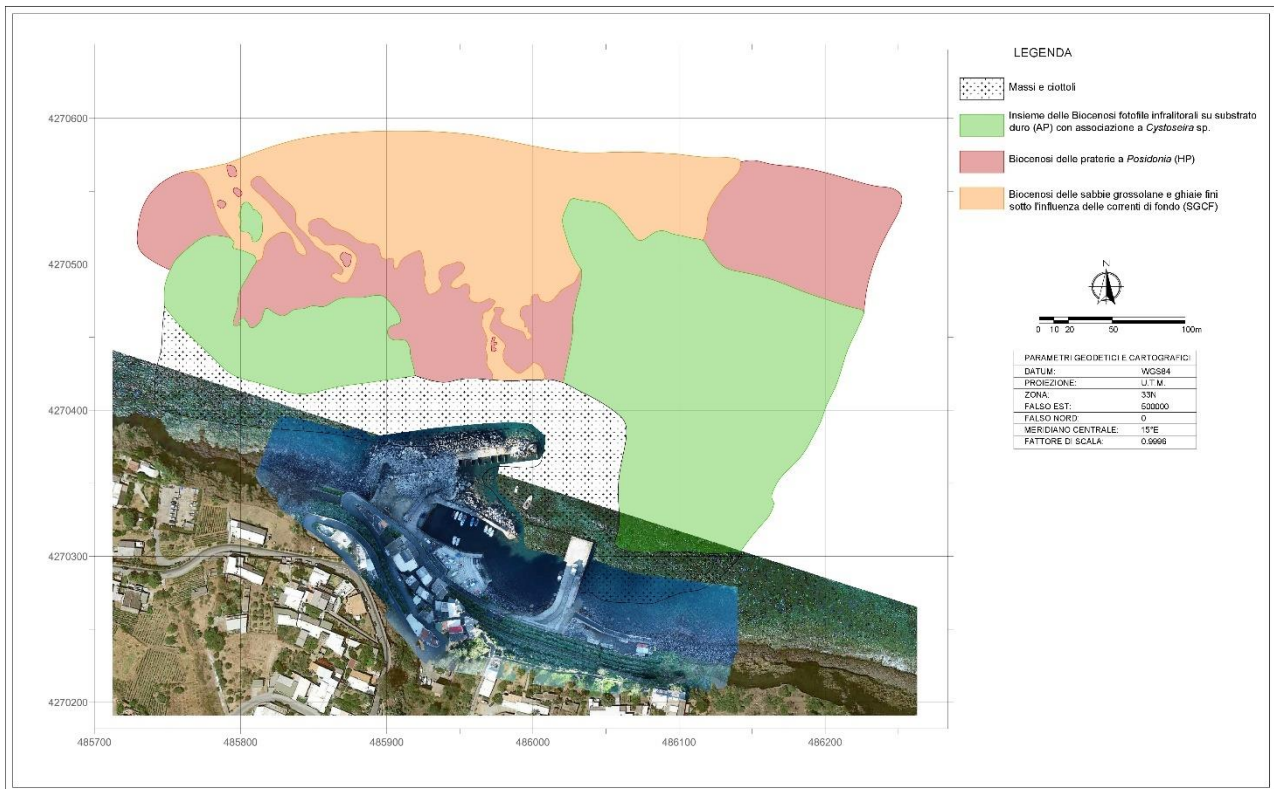 LEGENDA
Massi e ciottoli
Insieme delle Biocenosi fotofile infralitorali su substrato
duro (AP) con associazione a Cystoseira sp.
Biocenosi delle praterie a Posidonia (HP)
Biocenosi delle sabbie grossolane e ghiaie fini
sotto l'influenza delle correnti di fondo (SGCF)
N
0 10 20 50 100m
PARAMETRI GEODETICI E CARTOGRAFICI
DATUM: WGS84
PROIEZIONE: U.T.M.
ZONA: 33N
FALSO EST: 500000
FALSO NORD: 0
MERIDIANO CENTRALE: 15°E
FATTORE DI SCALA: 0.9996
4270600
4270500
4270400
4270300
4270200
485700 485800 485900 486000 486100 486200